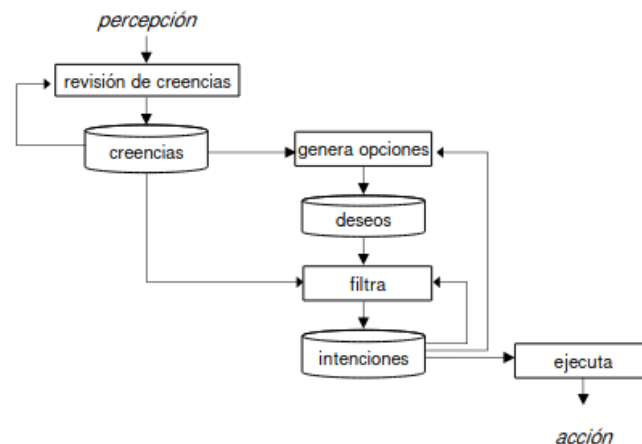 percepción
revisión de creencias
creencias
genera opciones
deseos
filtra
intenciones
ejecuta
acción